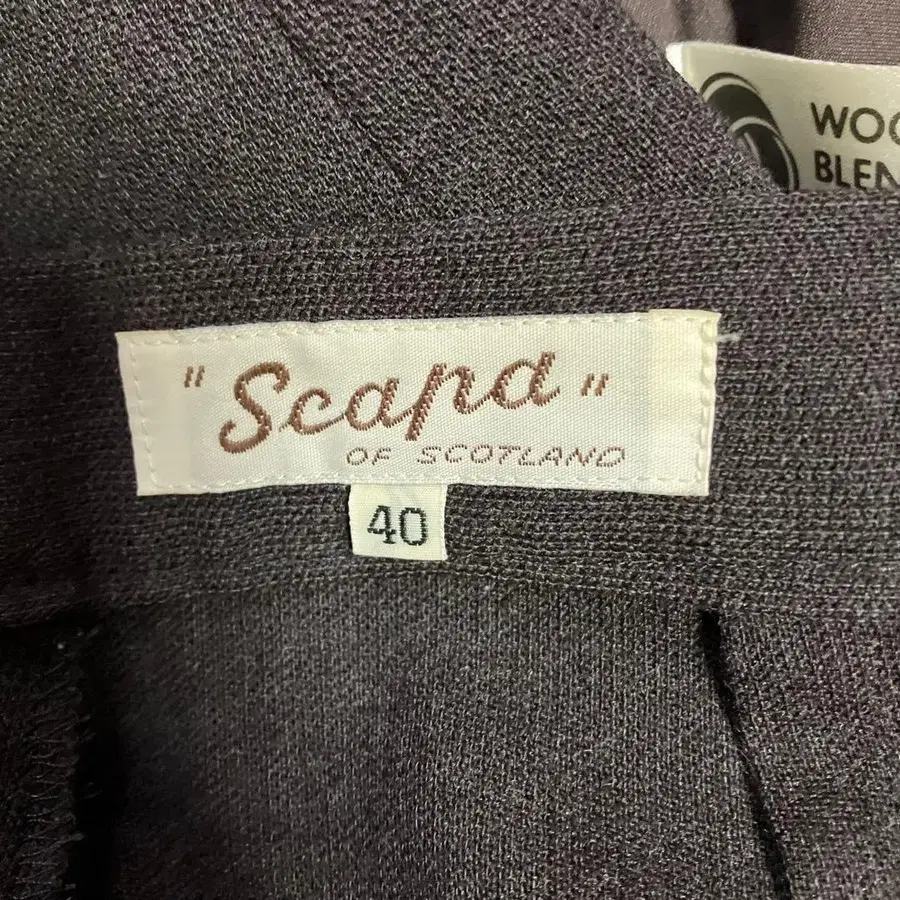 WOO
BLEN
"Scapa"
OF SCOTLAND
40